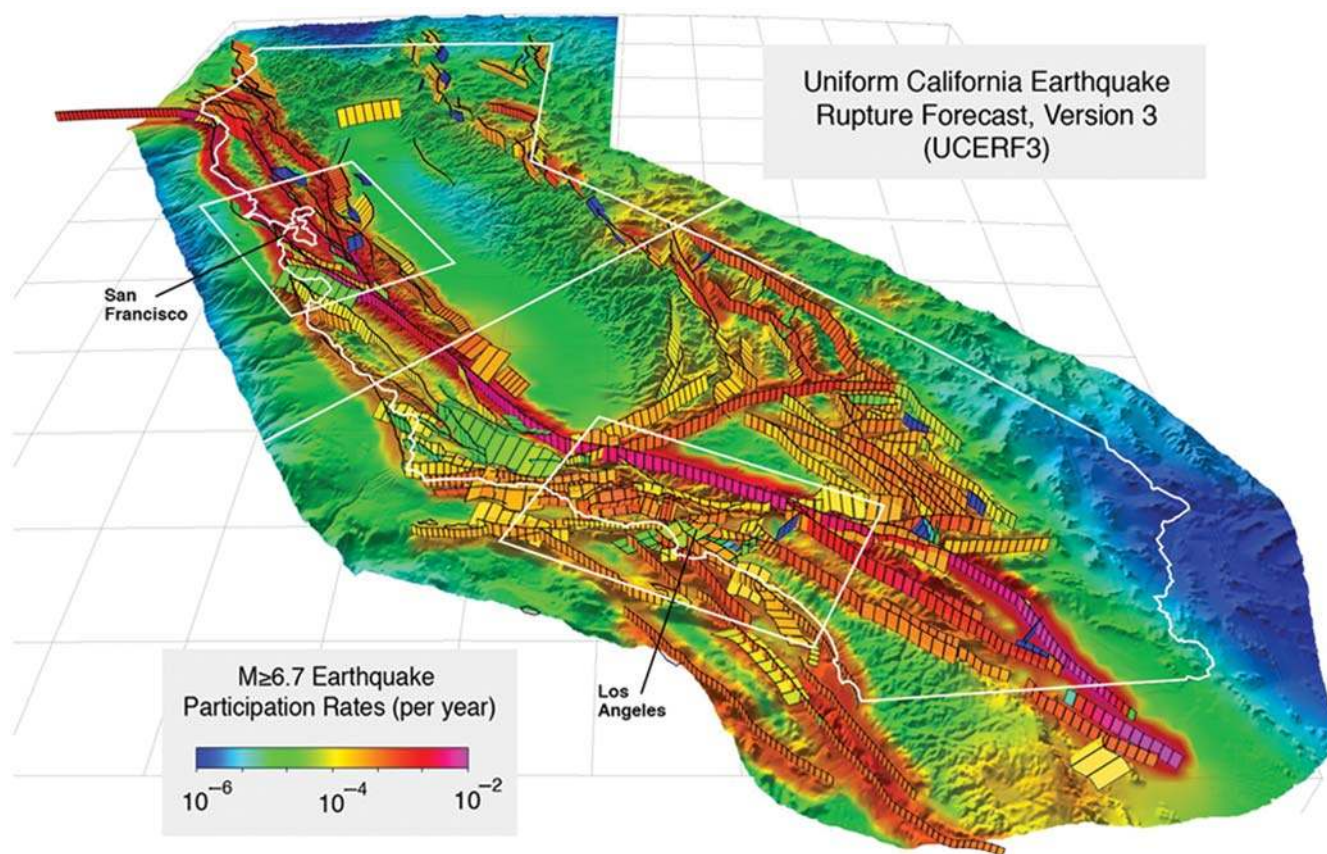 Uniform California Earthquake
Rupture Forecast, Version 3
(UCERF3)
San
Francisco
Los
Angeles
M≥6.7 Earthquake
Participation Rates (per year)
10⁻⁶ 10⁻⁴ 10⁻²